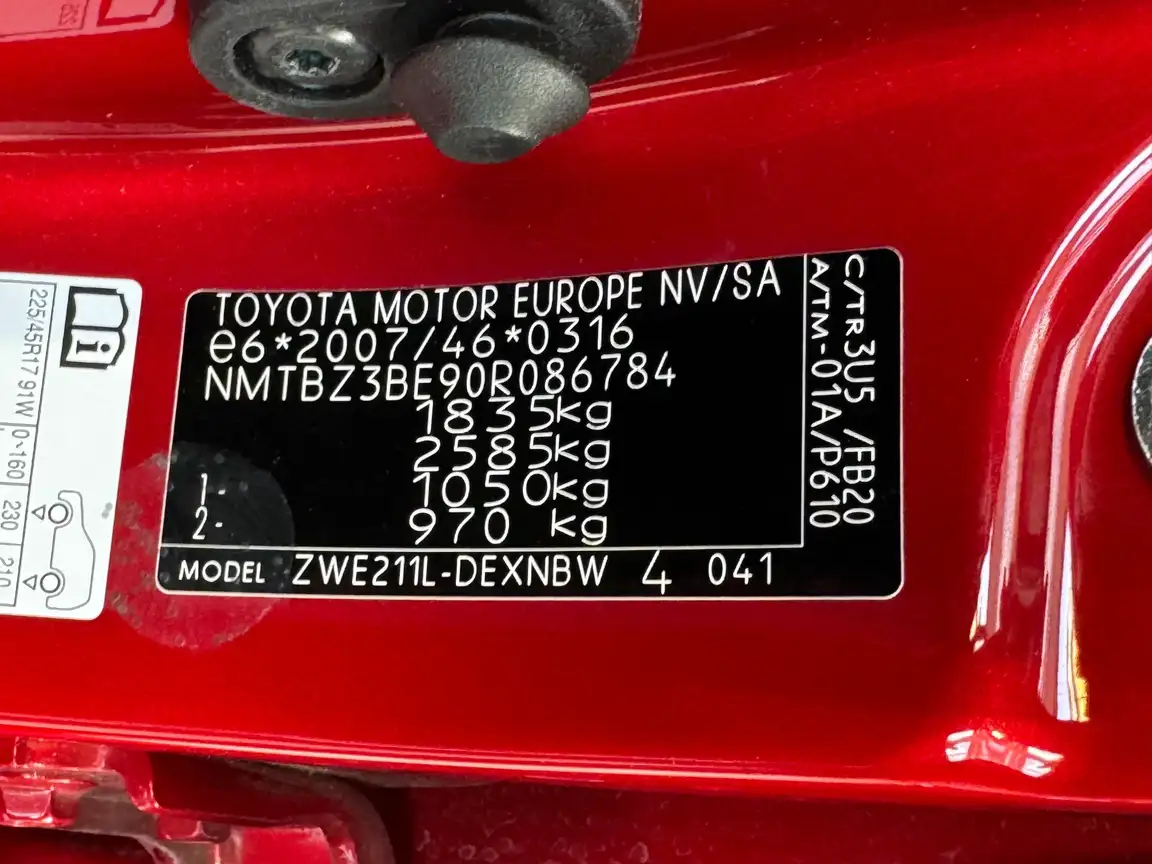 TOYOTA MOTOR EUROPE NV/SA
e6*2007/46*0316
NMTBZ3BE90R086784
1835kg
2585kg
1- 1050kg
2- 970 kg
MODEL ZWE211L-DEXNBW 4 041
C/TR3U5 /FB20
A/TM-01A/P610
225/45R17 91W 0~160 230 210
i